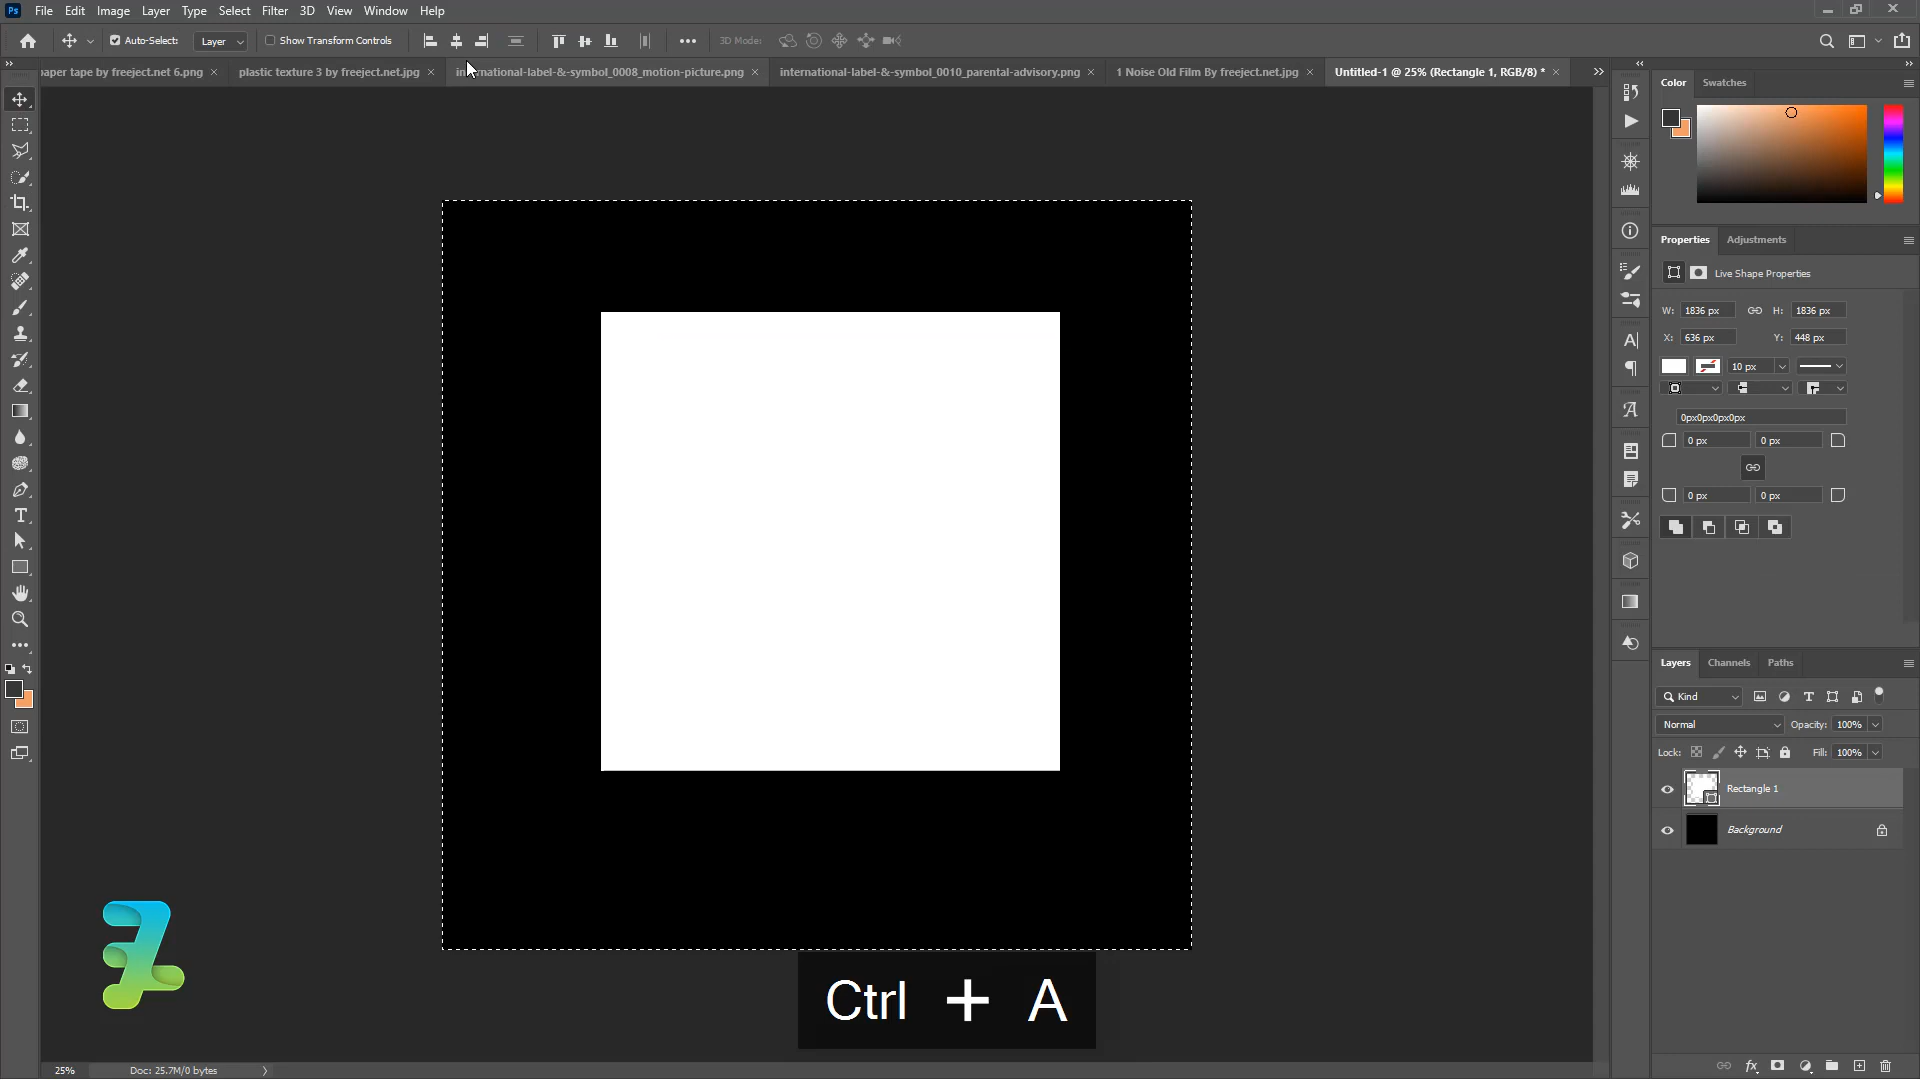 Ps File Edit Image Layer Type Select Filter 3D View Window Help
Auto-Select: Layer Show Transform Controls 3D Mode:
paper tape by freeject.net 6.png × plastic texture 3 by freeject.net.jpg × international-label-&-symbol_0008_motion-picture.png × international-label-&-symbol_0010_parental-advisory.png × 1 Noise Old Film By freeject.net.jpg × Untitled-1 @ 25% (Rectangle 1, RGB/8) * ×
Color Swatches
Properties Adjustments
Live Shape Properties
W: 1836 px H: 1836 px
X: 636 px Y: 448 px
10 px
0px0px0px0px
0 px 0 px
0 px 0 px
Layers Channels Paths
Kind
Normal Opacity: 100%
Lock: Fill: 100%
Rectangle 1
Background
Ctrl + A
25% Doc: 25.7M/0 bytes